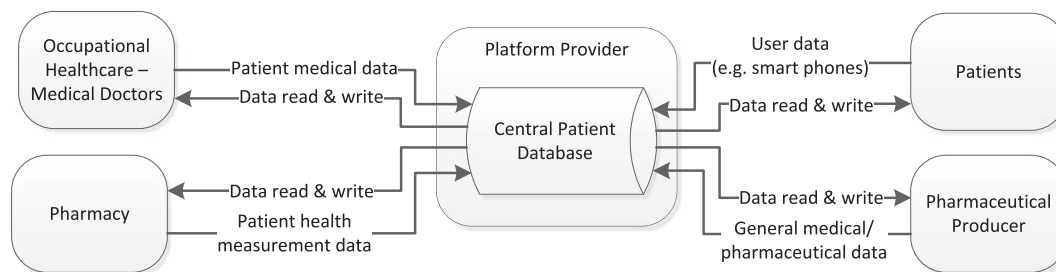 Occupational
Healthcare –
Medical Doctors
Patient medical data
Data read & write
Platform Provider
Central Patient
Database
User data
(e.g. smart phones)
Data read & write
Patients
Pharmacy
Data read & write
Patient health
measurement data
Data read & write
General medical/
pharmaceutical data
Pharmaceutical
Producer